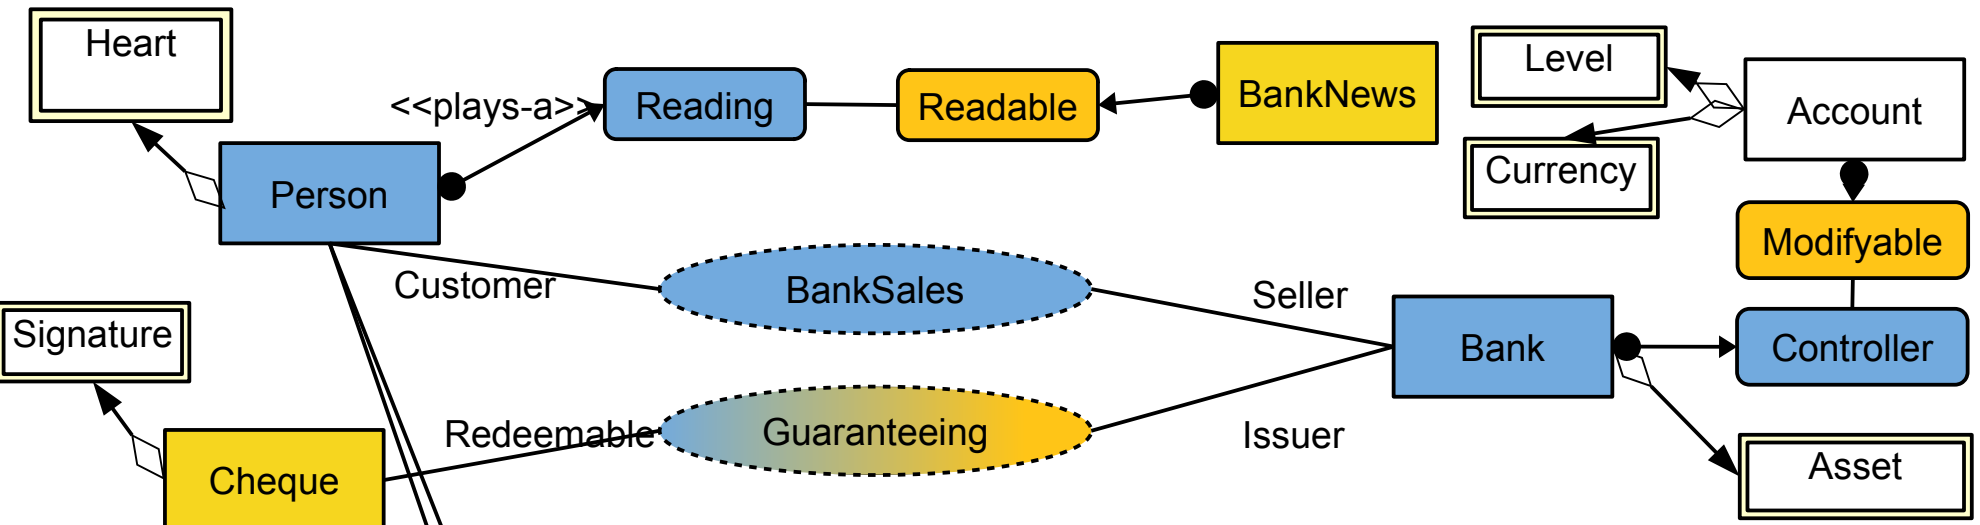 Heart
<<plays-a>>
Reading
Readable
BankNews
Level
Account
Currency
Person
Modifyable
Customer
BankSales
Seller
Signature
Bank
Controller
Redeemable
Guaranteeing
Issuer
Asset
Cheque